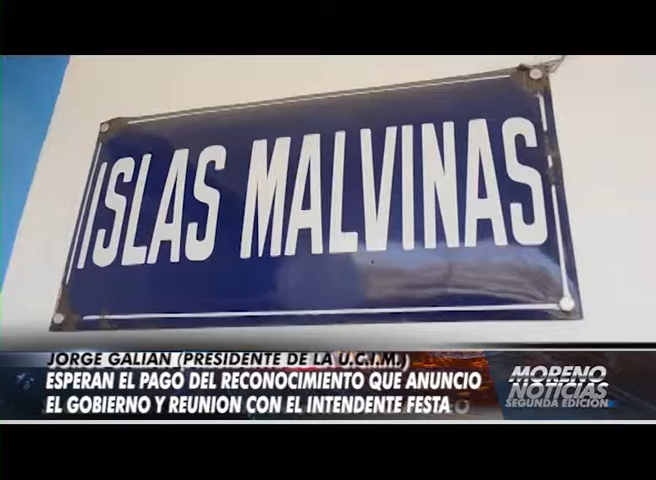 ISLAS MALVINAS
JORGE GALIAN (PRESIDENTE DE LA U.C.I.M.)
ESPERAN EL PAGO DEL RECONOCIMIENTO QUE ANUNCIO
EL GOBIERNO Y REUNION CON EL INTENDENTE FESTA
MORENO
NOTICIAS
SEGUNDA EDICION